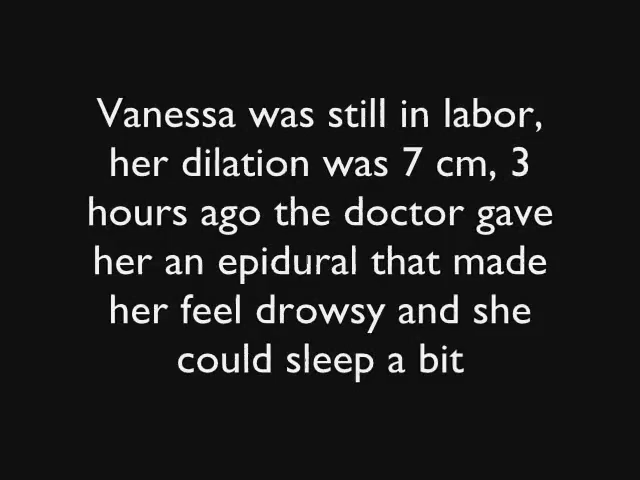 Vanessa was still in labor,
her dilation was 7 cm, 3
hours ago the doctor gave
her an epidural that made
her feel drowsy and she
could sleep a bit